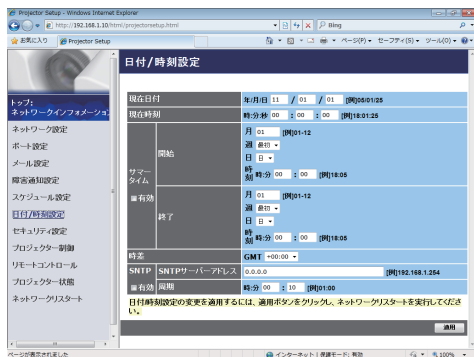 Projector Setup - Windows Internet Explorer
http://192.168.1.10/html/projectorsetup.html
Bing
お気に入り Projector Setup
ページ(P) セーフティ(S) ツール(O)
日付/時刻設定
トップ:
ネットワークインフォメーション
ネットワーク設定
ポート設定
メール設定
障害通知設定
スケジュール設定
日付/時刻設定
セキュリティ設定
プロジェクター制御
リモートコントロール
プロジェクター状態
ネットワークリスタート
現在日付 年/月/日 11 / 01 / 01 [例]05/01/25
現在時刻 時:分:秒 00 : 00 : 00 [例]18:01:25
サマータイム
有効
開始
月 01 [例]01-12
週 最初
日 日
時刻 時:分 00 : 00 [例]18:05
終了
月 01 [例]01-12
週 最初
日 日
時刻 時:分 00 : 00 [例]18:05
時差 GMT +00:00
SNTP SNTPサーバーアドレス 0.0.0.0 [例]192.168.1.254
有効 周期 時:分 00 : 10 [例]01:00
日付/時刻設定の変更を適用するには、適用ボタンをクリックし、ネットワークリスタートを実行してください。
適用
ページが表示されました インターネット | 保護モード: 有効 100%